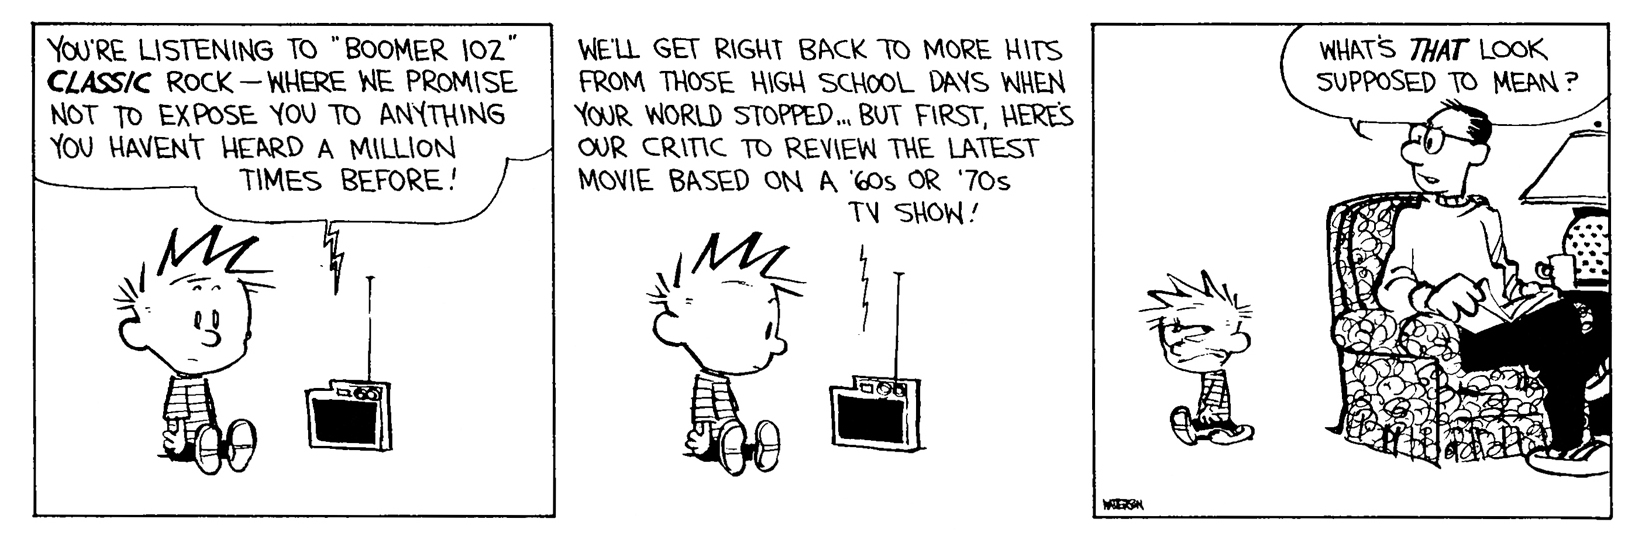 YOU'RE LISTENING TO "BOOMER 102"
CLASSIC ROCK — WHERE WE PROMISE
NOT TO EXPOSE YOU TO ANYTHING
YOU HAVEN'T HEARD A MILLION
TIMES BEFORE!
WE'LL GET RIGHT BACK TO MORE HITS
FROM THOSE HIGH SCHOOL DAYS WHEN
YOUR WORLD STOPPED... BUT FIRST, HERE'S
OUR CRITIC TO REVIEW THE LATEST
MOVIE BASED ON A '60s OR '70s
TV SHOW!
WHAT'S THAT LOOK
SUPPOSED TO MEAN?
WATTERSON